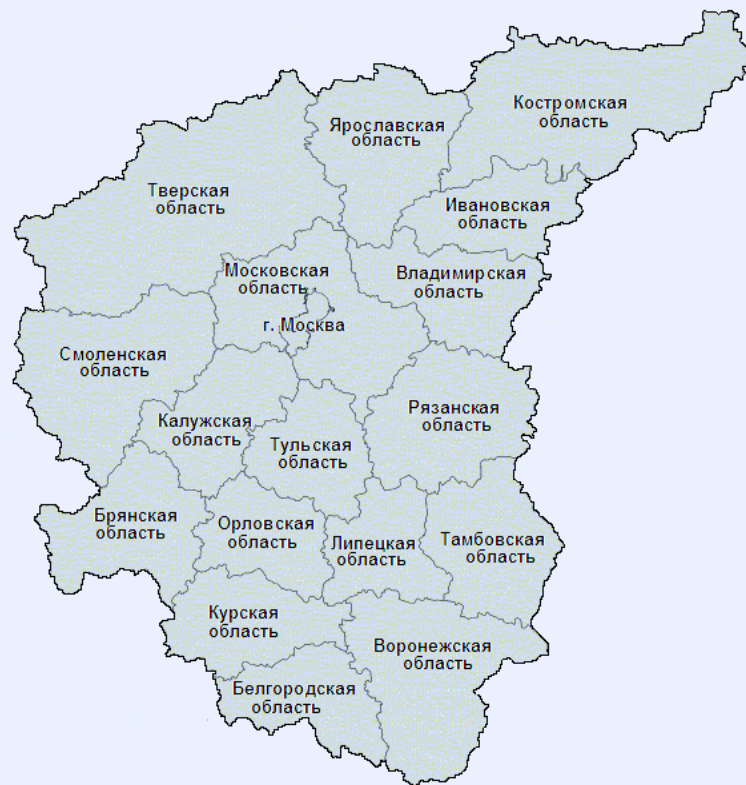 Костромская
область
Ярославская
область
Тверская
область
Ивановская
область
Московская
область
Владимирская
область
г. Москва
Смоленская
область
Рязанская
область
Калужская
область
Тульская
область
Брянская
область
Орловская
область
Липецкая
область
Тамбовская
область
Курская
область
Воронежская
область
Белгородская
область